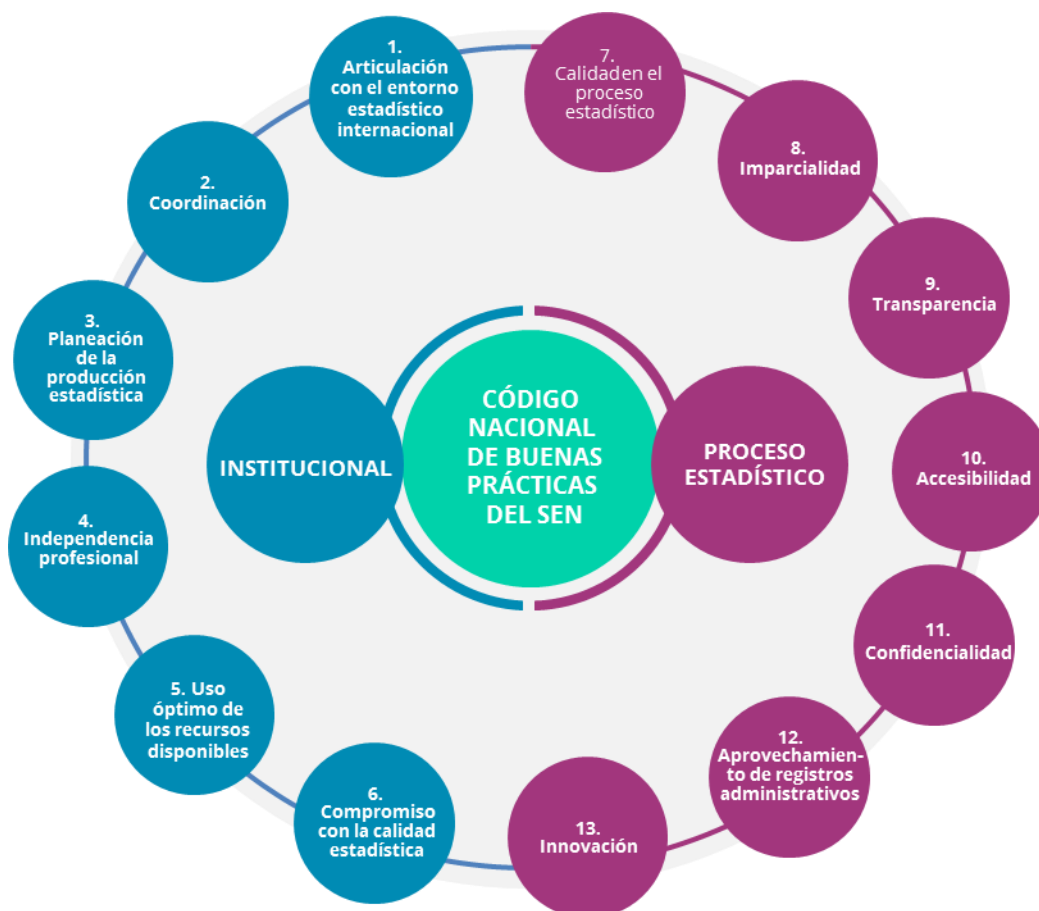 1.
Articulación
con el entorno
estadístico
internacional
2.
Coordinación
3.
Planeación
de la
producción
estadística
4.
Independencia
profesional
5. Uso
óptimo de
los recursos
disponibles
6.
Compromiso
con la calidad
estadística
7.
Calidad en el
proceso
estadístico
8.
Imparcialidad
9.
Transparencia
10.
Accesibilidad
11.
Confidencialidad
12.
Aprovechamien-
to de registros
administrativos
13.
Innovación
INSTITUCIONAL
CÓDIGO
NACIONAL
DE BUENAS
PRÁCTICAS
DEL SEN
PROCESO
ESTADÍSTICO